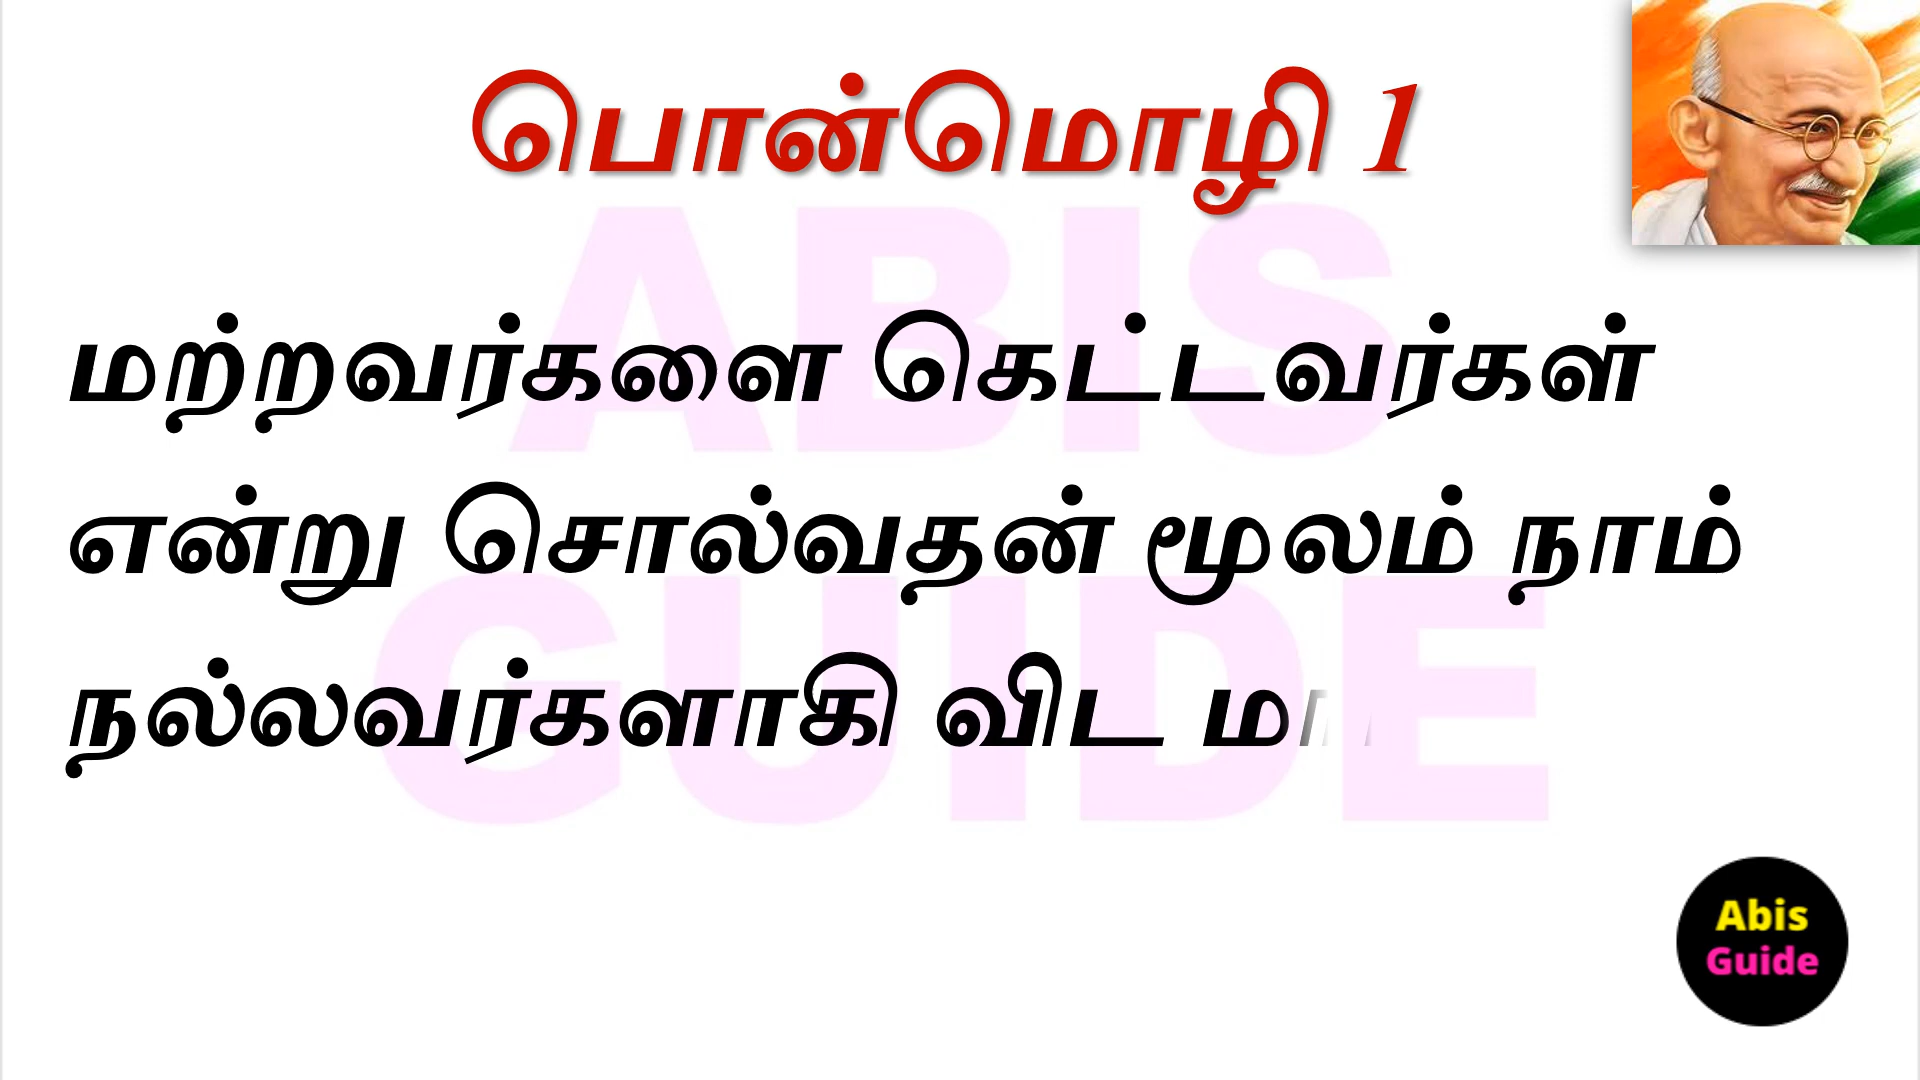 பொன்மொழி 1
ABIS
மற்றவர்களை கெட்டவர்கள்
என்று சொல்வதன் மூலம் நாம்
GUIDE
நல்லவர்களாகி விட
Abis
Guide